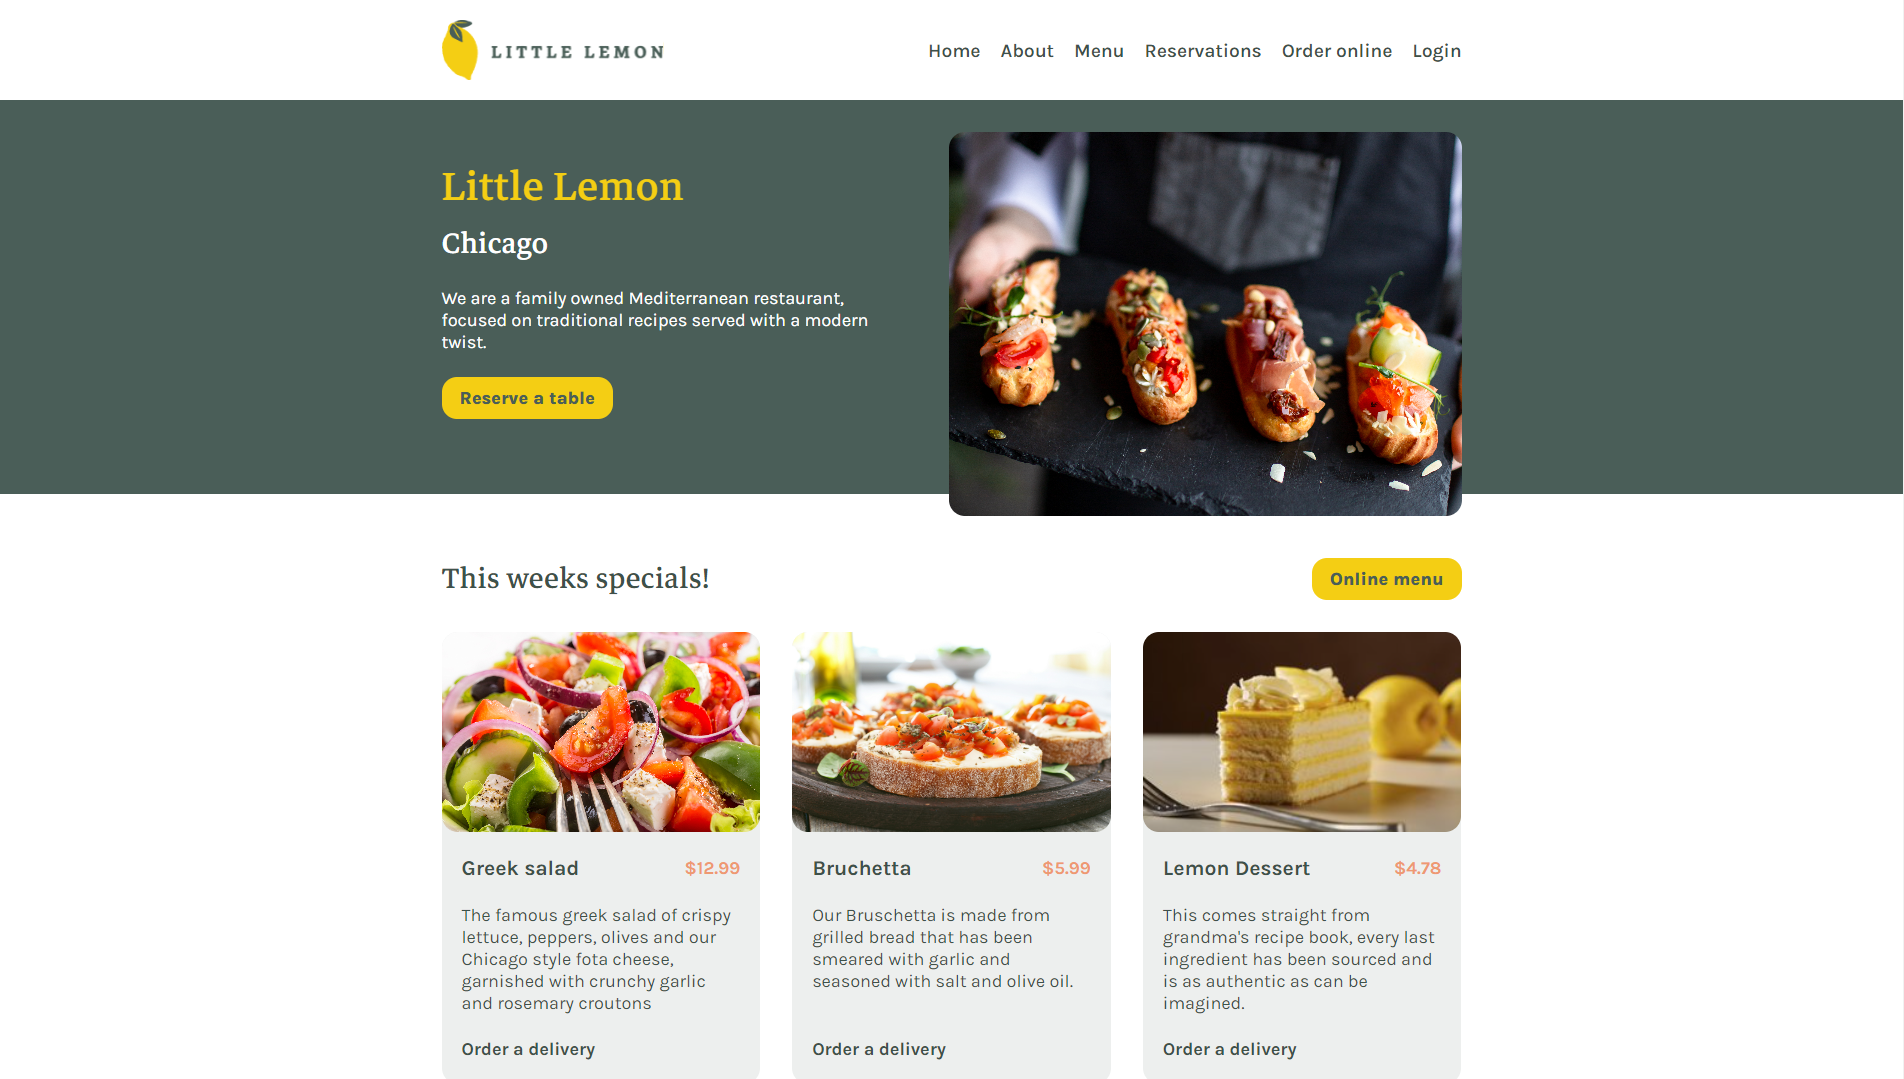 LITTLE LEMON
Home About Menu Reservations Order online Login
Little Lemon
Chicago
We are a family owned Mediterranean restaurant,
focused on traditional recipes served with a modern
twist.
Reserve a table
This weeks specials!
Online menu
Greek salad $12.99
The famous greek salad of crispy
lettuce, peppers, olives and our
Chicago style fota cheese,
garnished with crunchy garlic
and rosemary croutons
Order a delivery
Bruchetta $5.99
Our Bruschetta is made from
grilled bread that has been
smeared with garlic and
seasoned with salt and olive oil.
Order a delivery
Lemon Dessert $4.78
This comes straight from
grandma's recipe book, every last
ingredient has been sourced and
is as authentic as can be
imagined.
Order a delivery